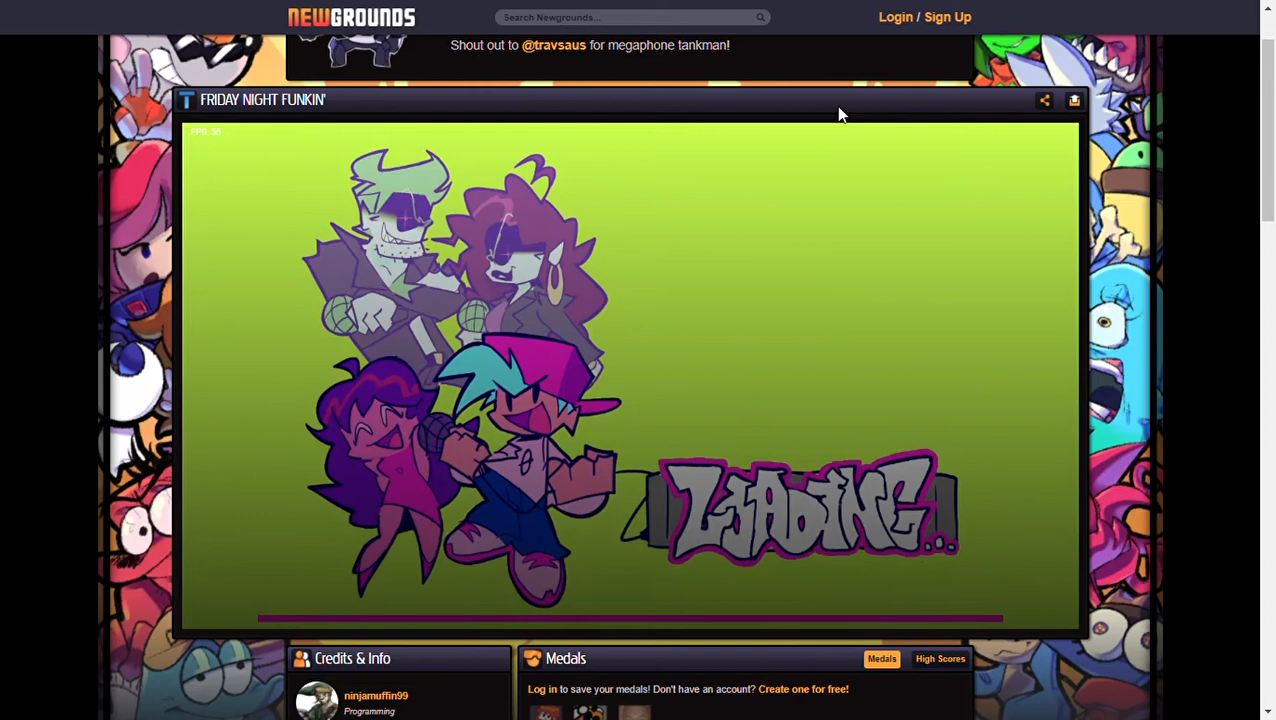 NEWGROUNDS
Search Newgrounds...
Login / Sign Up
Shout out to @travsaus for megaphone tankman!
FRIDAY NIGHT FUNKIN'
FPS: 55
LOADING...
Credits & Info
Medals
Medals
High Scores
Log in to save your medals! Don't have an account? Create one for free!
ninjamuffin99
Programming